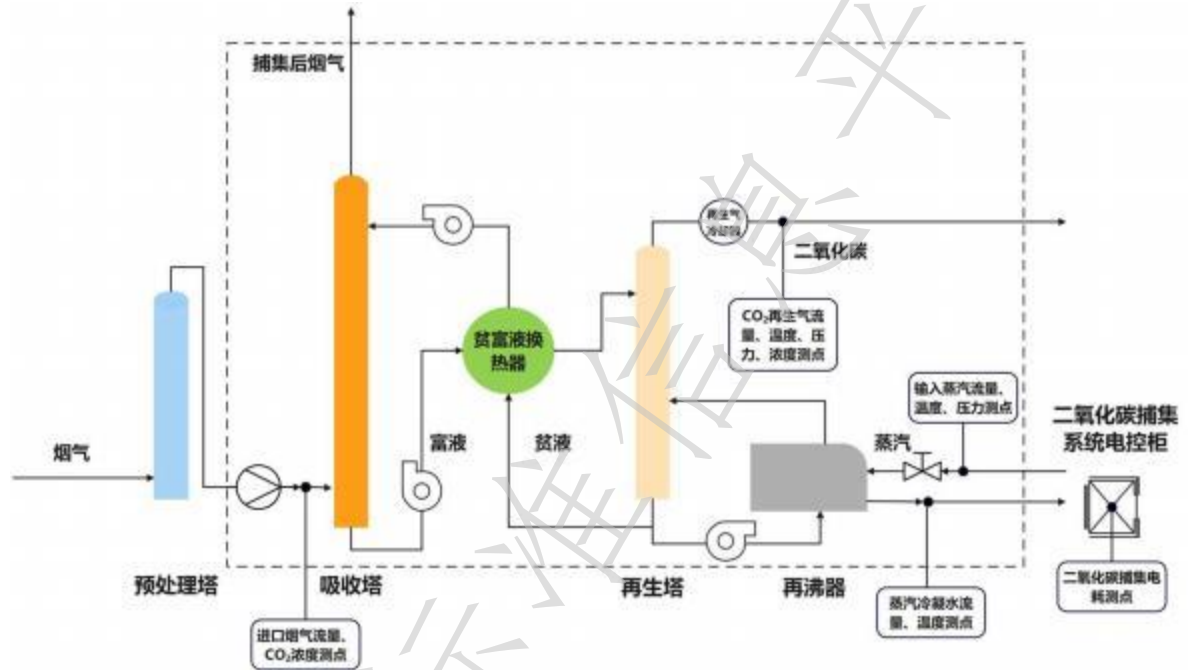 捕集后烟气
再生气
冷却器
二氧化碳
CO₂再生气流
量、温度、压
力、浓度测点
贫富液换
热器
输入蒸汽流量、
温度、压力测点
二氧化碳捕集
系统电控柜
烟气
富液
贫液
蒸汽
预处理塔
吸收塔
再生塔
再沸器
二氧化碳捕集电
耗测点
蒸汽冷凝水流
量、温度测点
进口烟气流量、
CO₂浓度测点